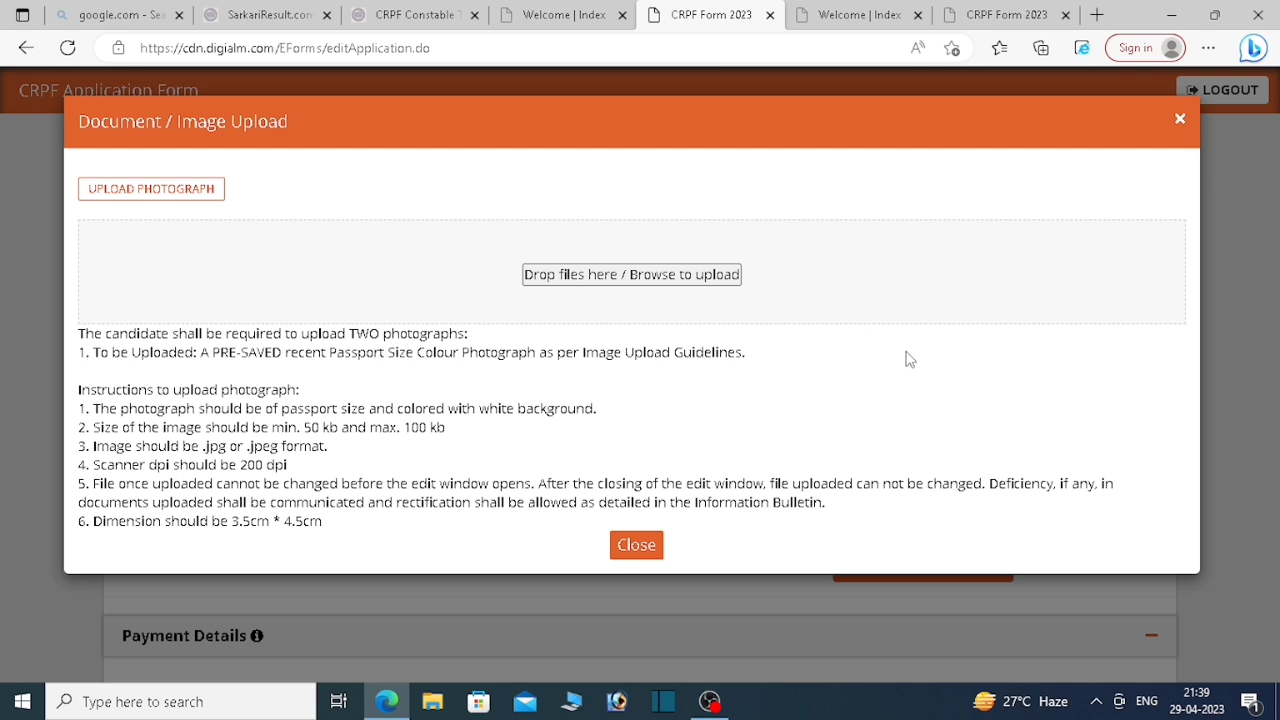 google.com - Se
SarkariResult.com
CRPF Constable T
Welcome | Index
CRPF Form 2023
Welcome | Index
CRPF Form 2023
https://cdn.digialm.com/EForms/editApplication.do
Sign in
CRPF Application Form
LOGOUT
Document / Image Upload
UPLOAD PHOTOGRAPH
Drop files here / Browse to upload
The candidate shall be required to upload TWO photographs:
1. To be Uploaded: A PRE-SAVED recent Passport Size Colour Photograph as per Image Upload Guidelines.
Instructions to upload photograph:
1. The photograph should be of passport size and colored with white background.
2. Size of the image should be min. 50 kb and max. 100 kb
3. Image should be .jpg or .jpeg format.
4. Scanner dpi should be 200 dpi
5. File once uploaded cannot be changed before the edit window opens. After the closing of the edit window, file uploaded can not be changed. Deficiency, if any, in
documents uploaded shall be communicated and rectification shall be allowed as detailed in the Information Bulletin.
6. Dimension should be 3.5cm * 4.5cm
Close
Payment Details
Type here to search
27°C Haze
ENG
21:39
29-04-2023
1